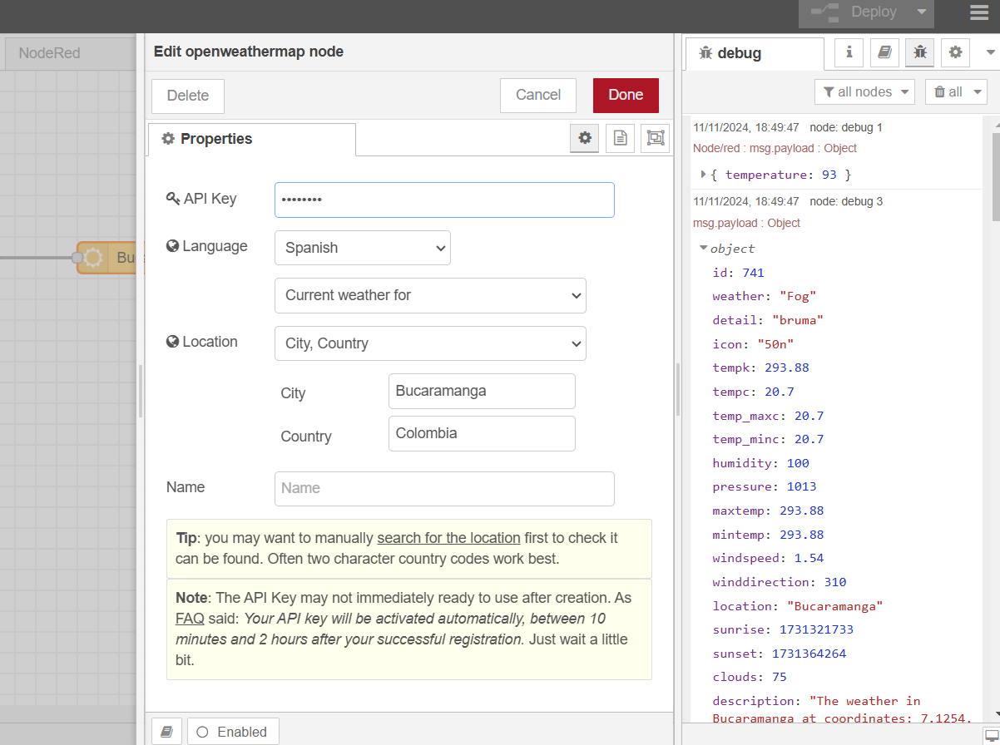 Deploy
NodeRed
Edit openweathermap node
debug
Delete
Cancel
Done
all nodes
all
Properties
11/11/2024, 18:49:47 node: debug 1
Node/red : msg.payload : Object
{ temperature: 93 }
API Key
••••••••
11/11/2024, 18:49:47 node: debug 3
msg.payload : Object
Language
Spanish
object
id: 741
weather: "Fog"
detail: "bruma"
icon: "50n"
tempk: 293.88
tempc: 20.7
temp_maxc: 20.7
temp_minc: 20.7
humidity: 100
pressure: 1013
maxtemp: 293.88
mintemp: 293.88
windspeed: 1.54
winddirection: 310
location: "Bucaramanga"
sunrise: 1731321733
sunset: 1731364264
clouds: 75
description: "The weather in
Bucaramanga at coordinates: 7.1254,
Current weather for
Location
City, Country
City
Bucaramanga
Country
Colombia
Name
Name
Tip: you may want to manually search for the location first to check it
can be found. Often two character country codes work best.
Note: The API Key may not immediately ready to use after creation. As
FAQ said: Your API key will be activated automatically, between 10
minutes and 2 hours after your successful registration. Just wait a little
bit.
Enabled
Bu